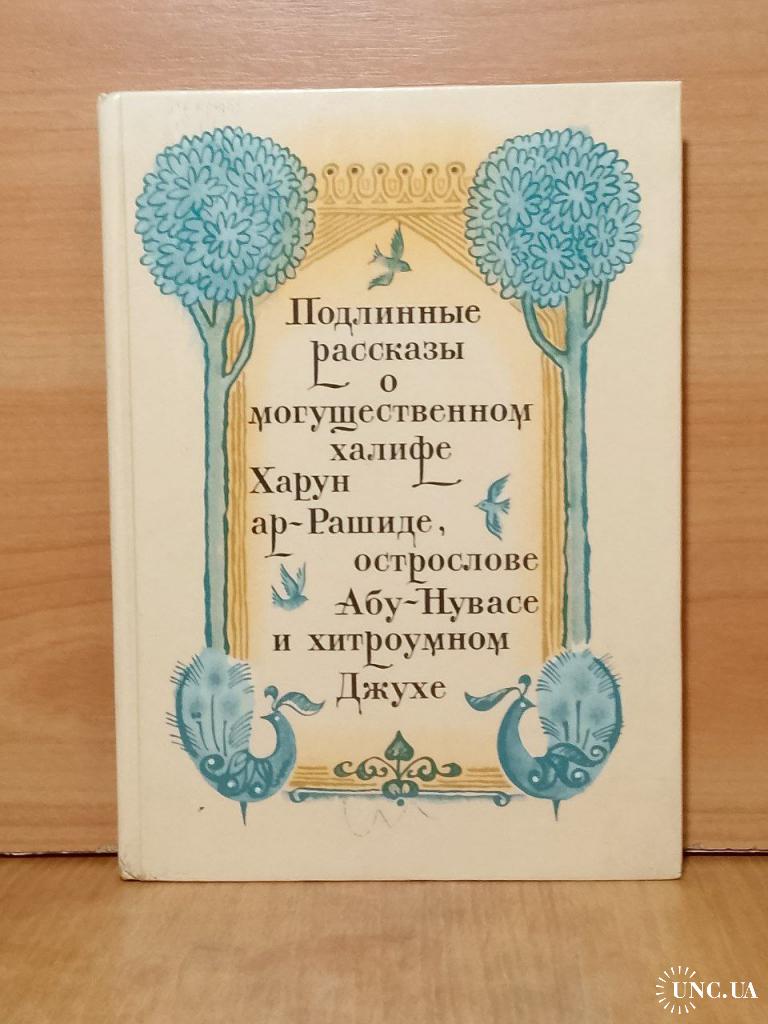 Подлинные
рассказы
о
могущественном
халифе
Харун
ар-Рашиде,
острослове
Абу-Нувасе
и хитроумном
Джухе
UNC.UA